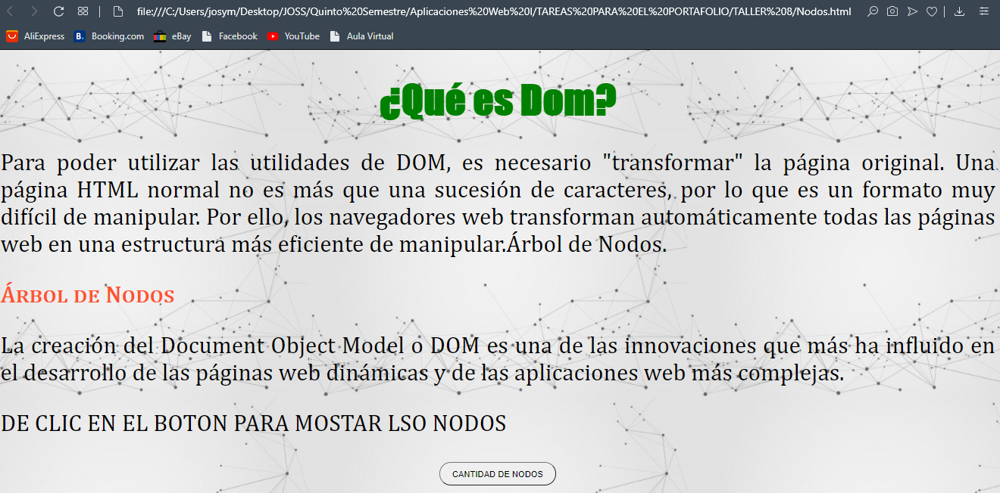 file:///C:/Users/josym/Desktop/JOSS/Quinto%20Semestre/Aplicaciones%20Web%20I/TAREAS%20PARA%20EL%20PORTAFOLIO/TALLER%208/Nodos.html
AliExpress B. Booking.com eBay Facebook YouTube Aula Virtual
¿Qué es Dom?
Para poder utilizar las utilidades de DOM, es necesario "transformar" la página original. Una
página HTML normal no es más que una sucesión de caracteres, por lo que es un formato muy
difícil de manipular. Por ello, los navegadores web transforman automáticamente todas las páginas
web en una estructura más eficiente de manipular.Árbol de Nodos.
Árbol de Nodos
La creación del Document Object Model o DOM es una de las innovaciones que más ha influido en
el desarrollo de las páginas web dinámicas y de las aplicaciones web más complejas.
DE CLIC EN EL BOTON PARA MOSTAR LSO NODOS
CANTIDAD DE NODOS